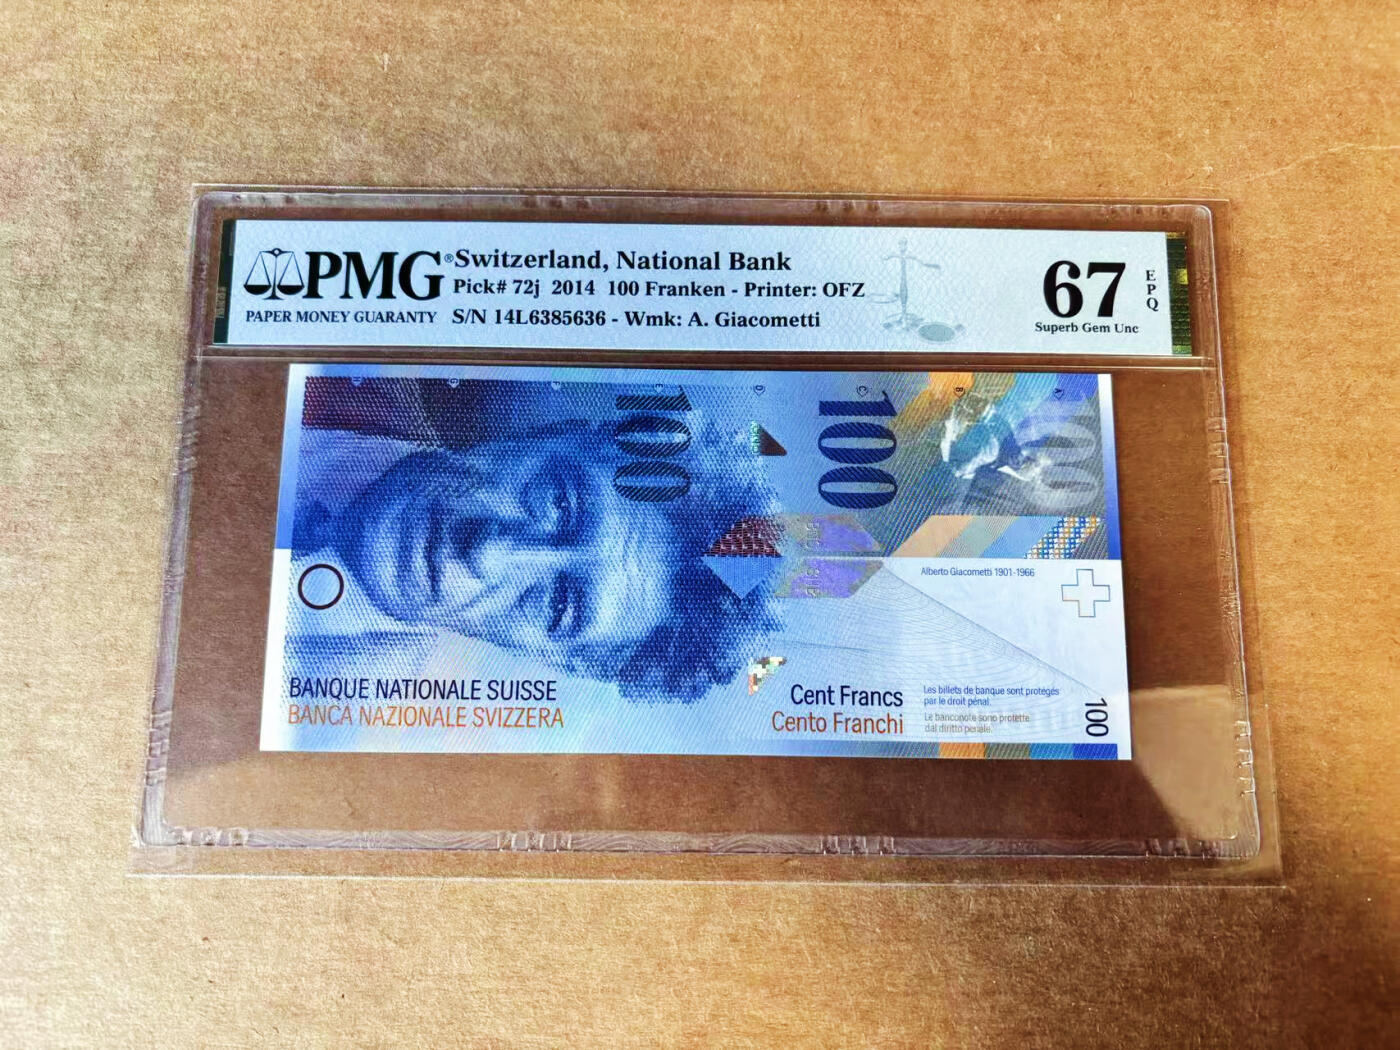 PMG®
PAPER MONEY GUARANTY
Switzerland, National Bank
Pick# 72j 2014 100 Franken - Printer: OFZ
S/N 14L6385636 - Wmk: A. Giacometti
67
EPQ
Superb Gem Unc
100
100
100
Alberto Giacometti 1901-1966
BANQUE NATIONALE SUISSE
BANCA NAZIONALE SVIZZERA
Cent Francs
Cento Franchi
Les billets de banque sont protégés
par le droit pénal.
Le banconote sono protette
dal diritto penale.
100